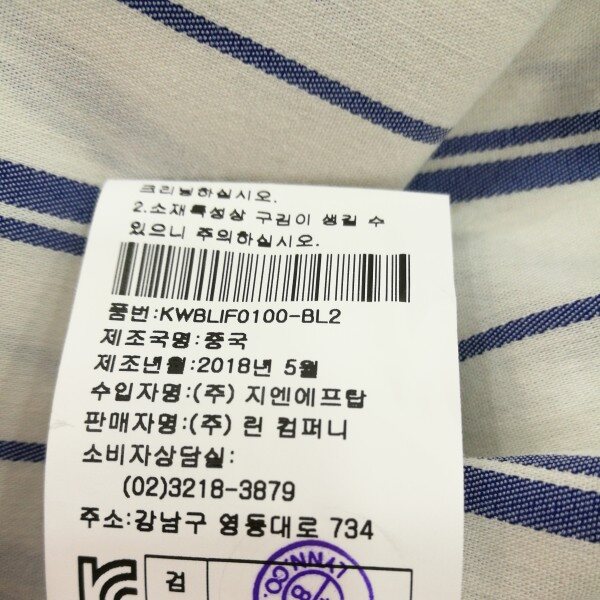 크리닝하십시오.
2.소재특성상 구김이 생길 수
있으니 주의하십시오.
품번:KWBLIF0100-BL2
제조국명:중국
제조년월:2018년 5월
수입자명:(주) 지엔에프탑
판매자명:(주) 린 컴퍼니
소비자상담실:
(02)3218-3879
주소:강남구 영동대로 734
검
LYNN.CO